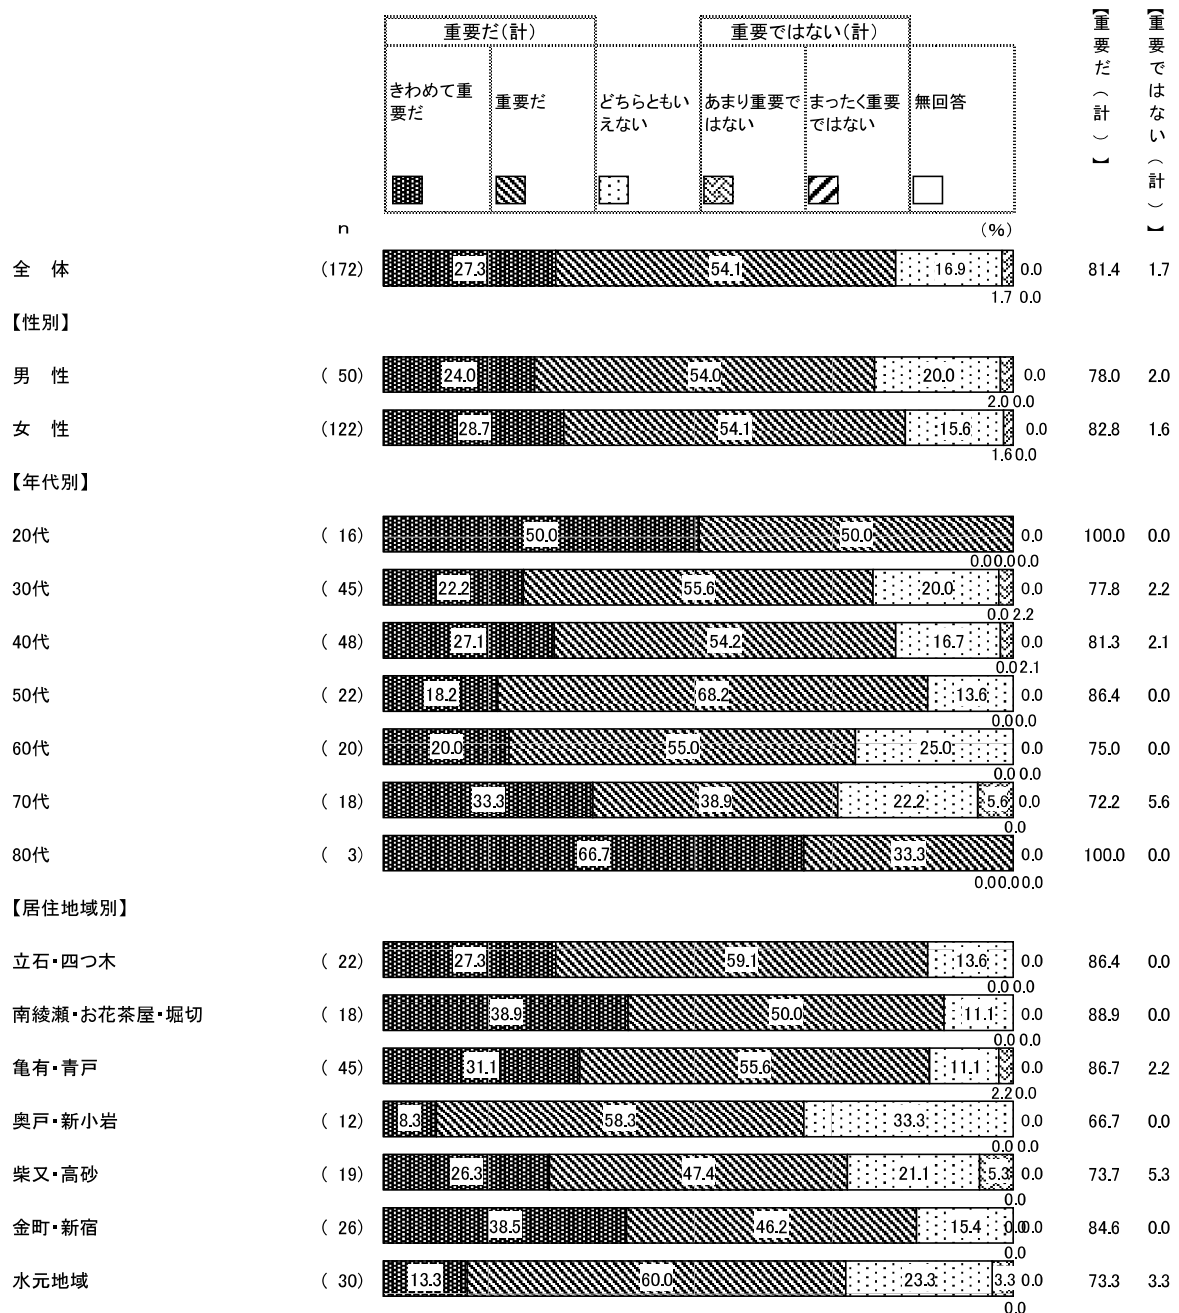 重要だ(計) 重要ではない(計)
きわめて重要だ 重要だ どちらともいえない あまり重要ではない まったく重要ではない 無回答
【重要だ(計)】
【重要ではない(計)】
n (%)
全 体 (172) 27.3 54.1 16.9 0.0 81.4 1.7
1.7 0.0
【性別】
男 性 ( 50) 24.0 54.0 20.0 0.0 78.0 2.0
2.0 0.0
女 性 (122) 28.7 54.1 15.6 0.0 82.8 1.6
1.6 0.0
【年代別】
20代 ( 16) 50.0 50.0 0.0 100.0 0.0
0.0 0.0 0.0
30代 ( 45) 22.2 55.6 20.0 0.0 77.8 2.2
0.0 2.2
40代 ( 48) 27.1 54.2 16.7 0.0 81.3 2.1
0.0 2.1
50代 ( 22) 18.2 68.2 13.6 0.0 86.4 0.0
0.0 0.0
60代 ( 20) 20.0 55.0 25.0 0.0 75.0 0.0
0.0 0.0
70代 ( 18) 33.3 38.9 22.2 5.6 0.0 72.2 5.6
0.0
80代 ( 3) 66.7 33.3 0.0 100.0 0.0
0.0 0.0 0.0
【居住地域別】
立石・四つ木 ( 22) 27.3 59.1 13.6 0.0 86.4 0.0
0.0 0.0
南綾瀬・お花茶屋・堀切 ( 18) 38.9 50.0 11.1 0.0 88.9 0.0
0.0 0.0
亀有・青戸 ( 45) 31.1 55.6 11.1 0.0 86.7 2.2
2.2 0.0
奥戸・新小岩 ( 12) 8.3 58.3 33.3 0.0 66.7 0.0
0.0 0.0
柴又・高砂 ( 19) 26.3 47.4 21.1 5.3 0.0 73.7 5.3
0.0
金町・新宿 ( 26) 38.5 46.2 15.4 0.0 0.0 84.6 0.0
0.0
水元地域 ( 30) 13.3 60.0 23.3 3.3 0.0 73.3 3.3
0.0